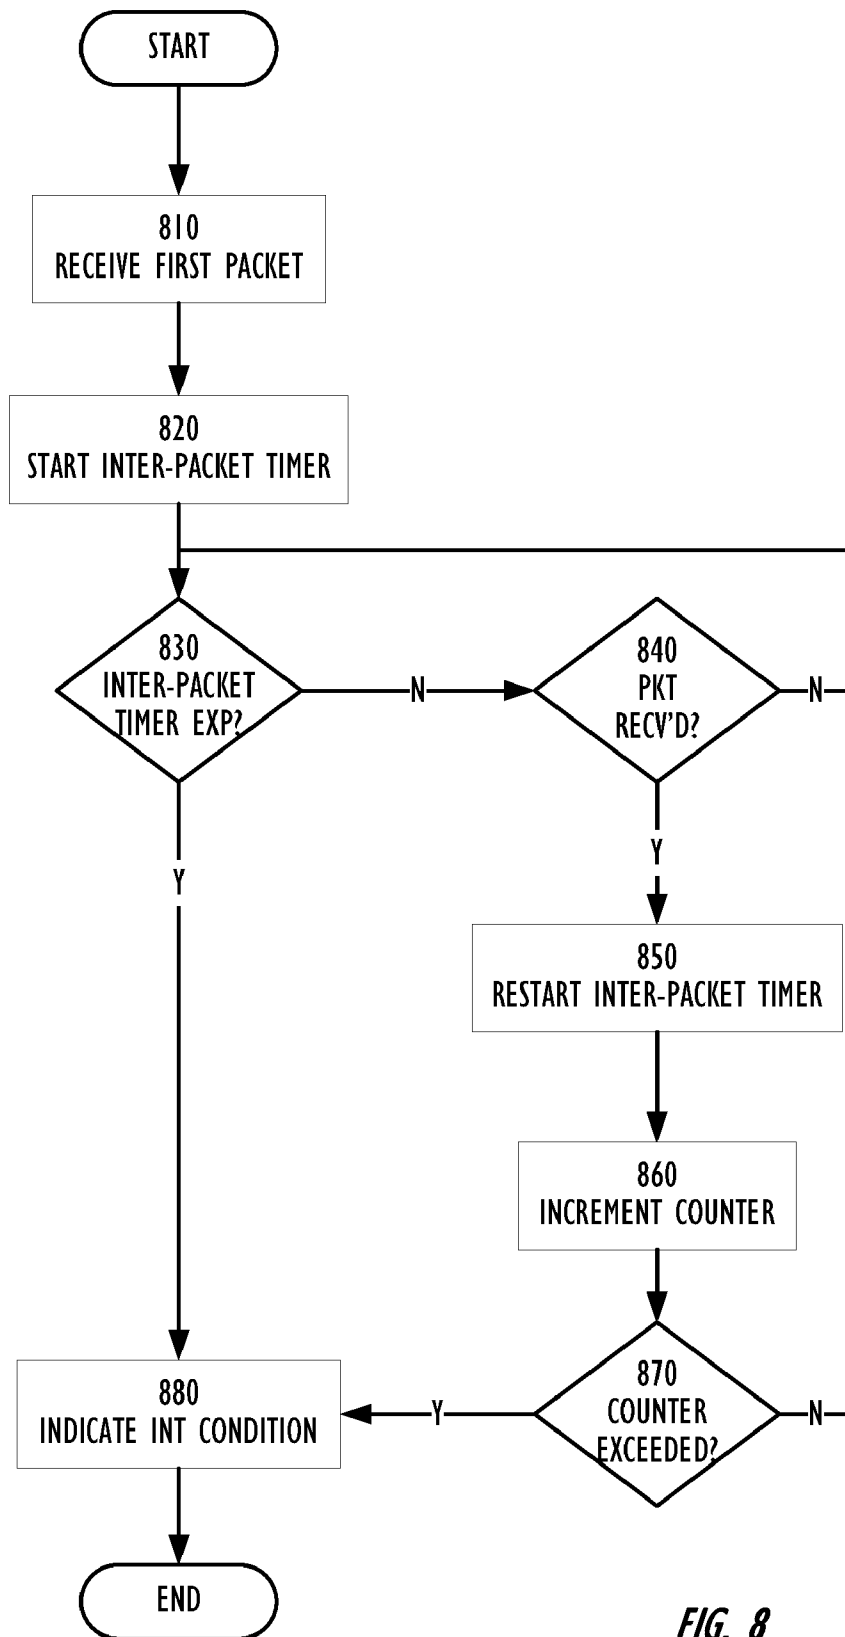 START
810
RECEIVE FIRST PACKET
820
START INTER-PACKET TIMER
830
INTER-PACKET
TIMER EXP?
N
840
PKT
RECV'D?
N
Y
Y
850
RESTART INTER-PACKET TIMER
860
INCREMENT COUNTER
870
COUNTER
EXCEEDED?
N
Y
880
INDICATE INT CONDITION
END
FIG. 8